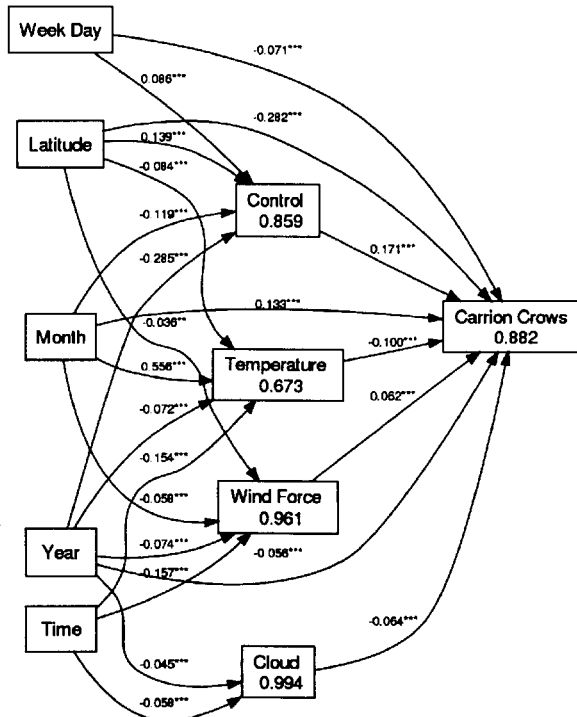 Week Day
-0.071***
0.086***
-0.282***
Latitude
0.139***
-0.084***
Control
0.859
-0.119***
-0.285***
0.171***
Month
0.133***
-0.036**
Carrion Crows
0.882
-0.100***
Temperature
0.673
0.556***
0.062***
-0.072***
-0.154***
-0.058***
Wind Force
0.961
Year
-0.074***
-0.056***
-0.157***
Time
-0.064***
-0.045***
Cloud
0.994
-0.058***